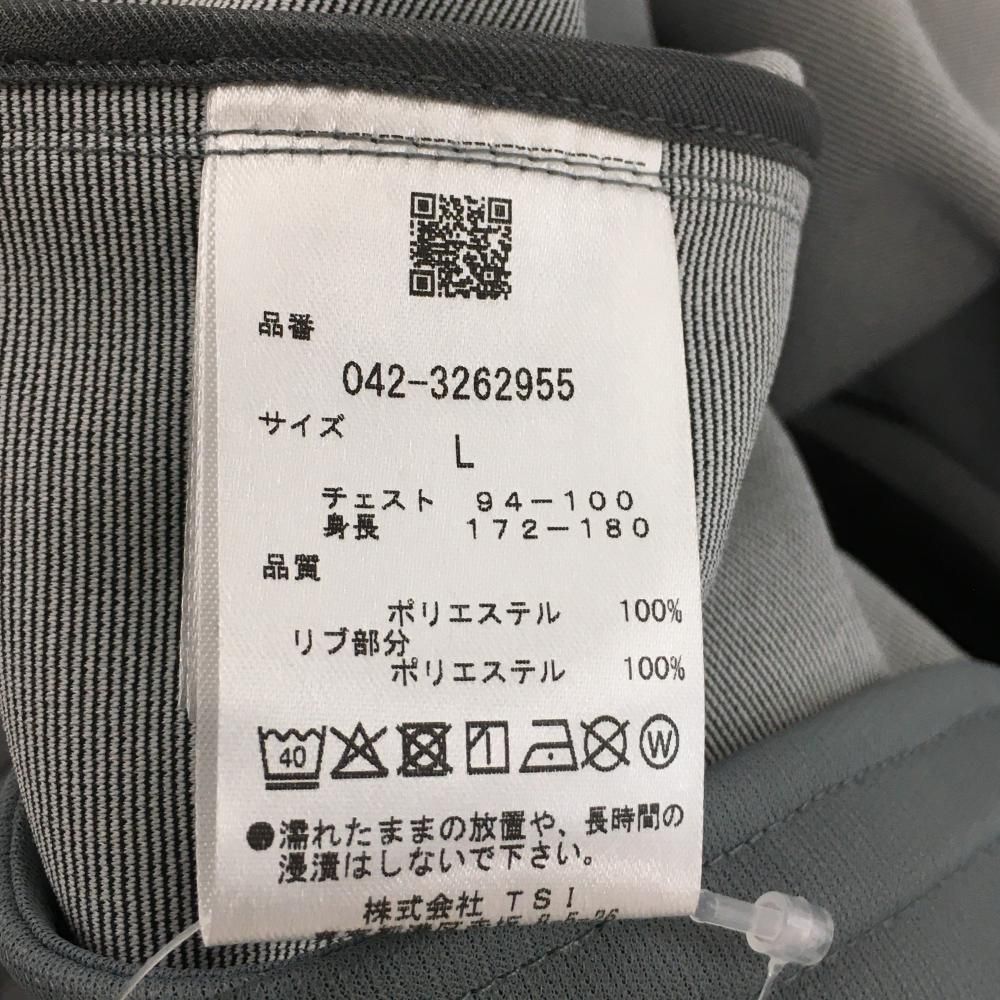 品番
042-3262955
サイズ
L
チェスト 94-100
身長 172-180
品質
ポリエステル 100%
リブ部分
ポリエステル 100%
40
W
●濡れたままの放置や、長時間の
浸漬はしないで下さい。
株式会社 TSI